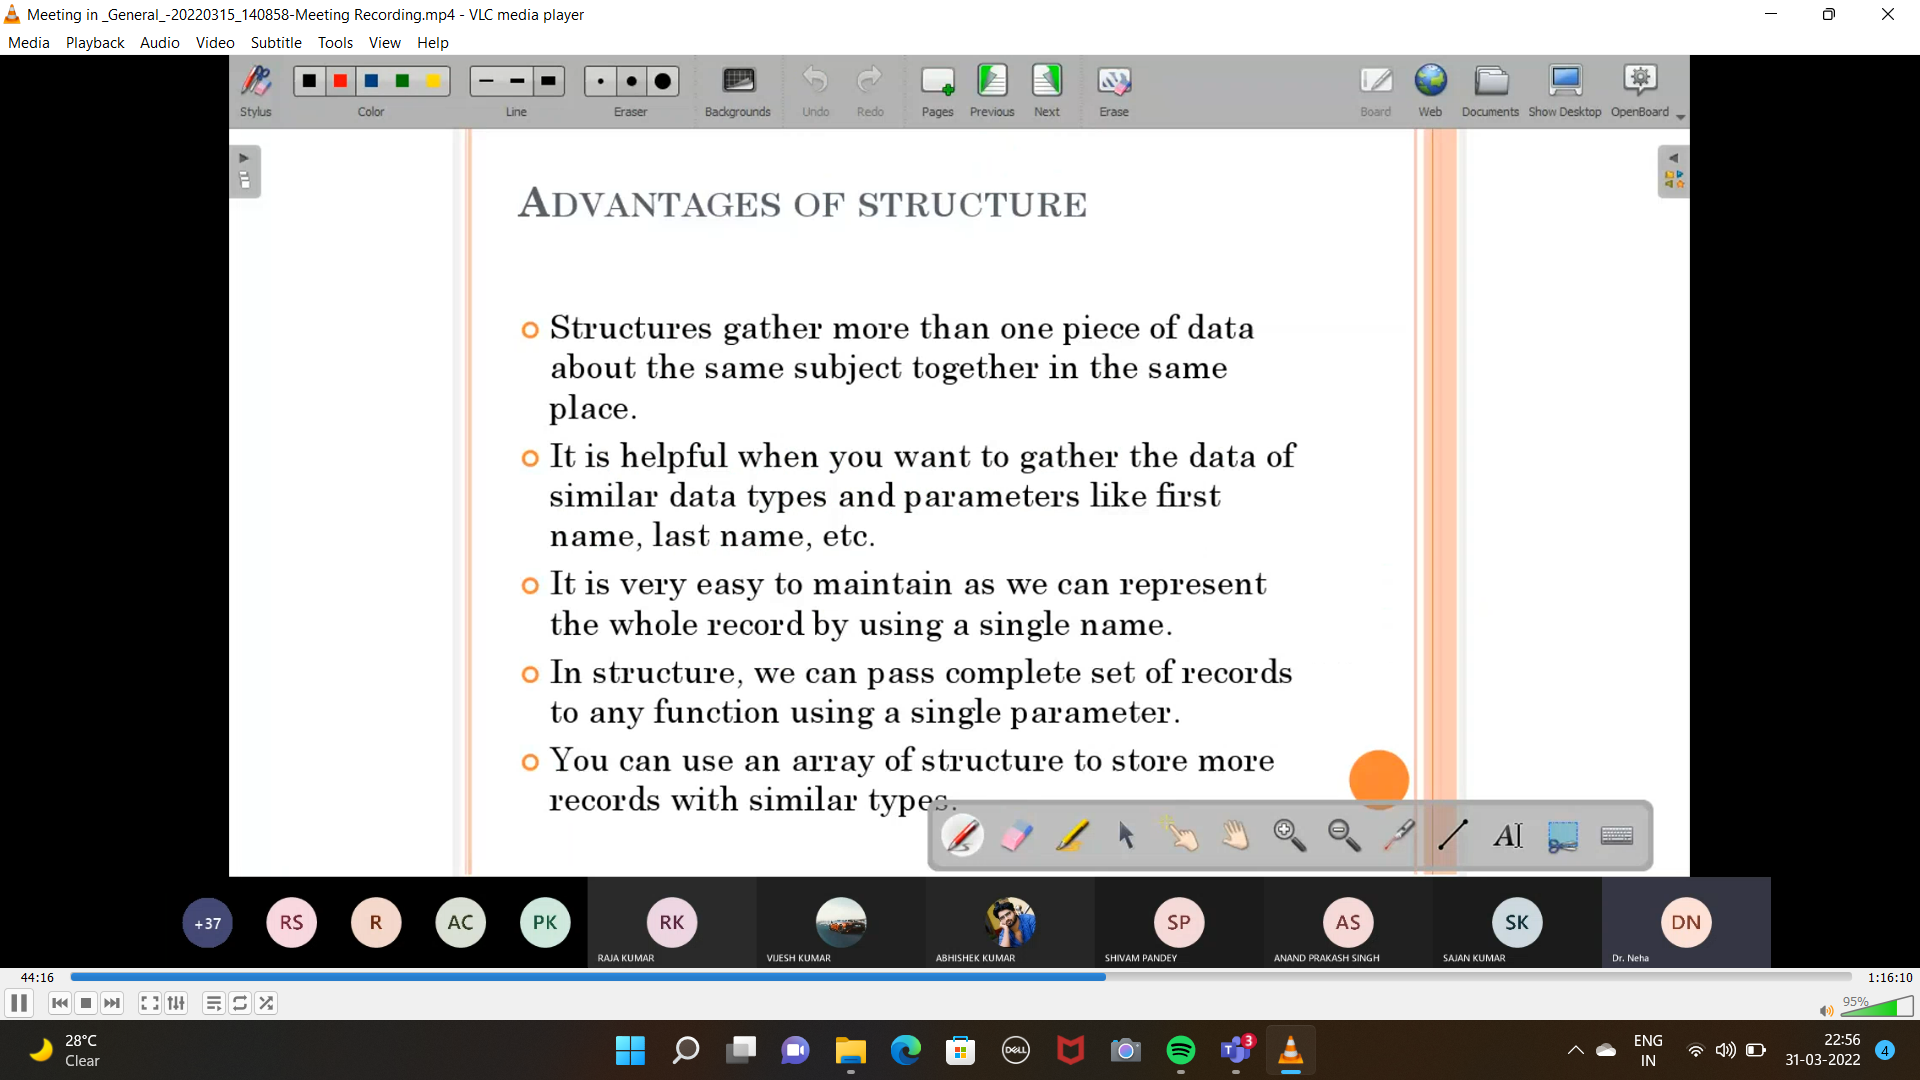 Meeting in _General_-20220315_140858-Meeting Recording.mp4 - VLC media player
Media Playback Audio Video Subtitle Tools View Help
Stylus Color Line Eraser Backgrounds Undo Redo Pages Previous Next Erase Board Web Documents Show Desktop OpenBoard
ADVANTAGES OF STRUCTURE
Structures gather more than one piece of data
about the same subject together in the same
place.
It is helpful when you want to gather the data of
similar data types and parameters like first
name, last name, etc.
It is very easy to maintain as we can represent
the whole record by using a single name.
In structure, we can pass complete set of records
to any function using a single parameter.
You can use an array of structure to store more
records with similar types.
A
+37 RS R AC PK RK SP AS SK DN
RAJA KUMAR VIJESH KUMAR ABHISHEK KUMAR SHIVAM PANDEY ANAND PRAKASH SINGH SAJAN KUMAR Dr. Neha
44:16 1:16:10
95%
28°C
Clear
DELL
3
ENG
IN
22:56
31-03-2022
4